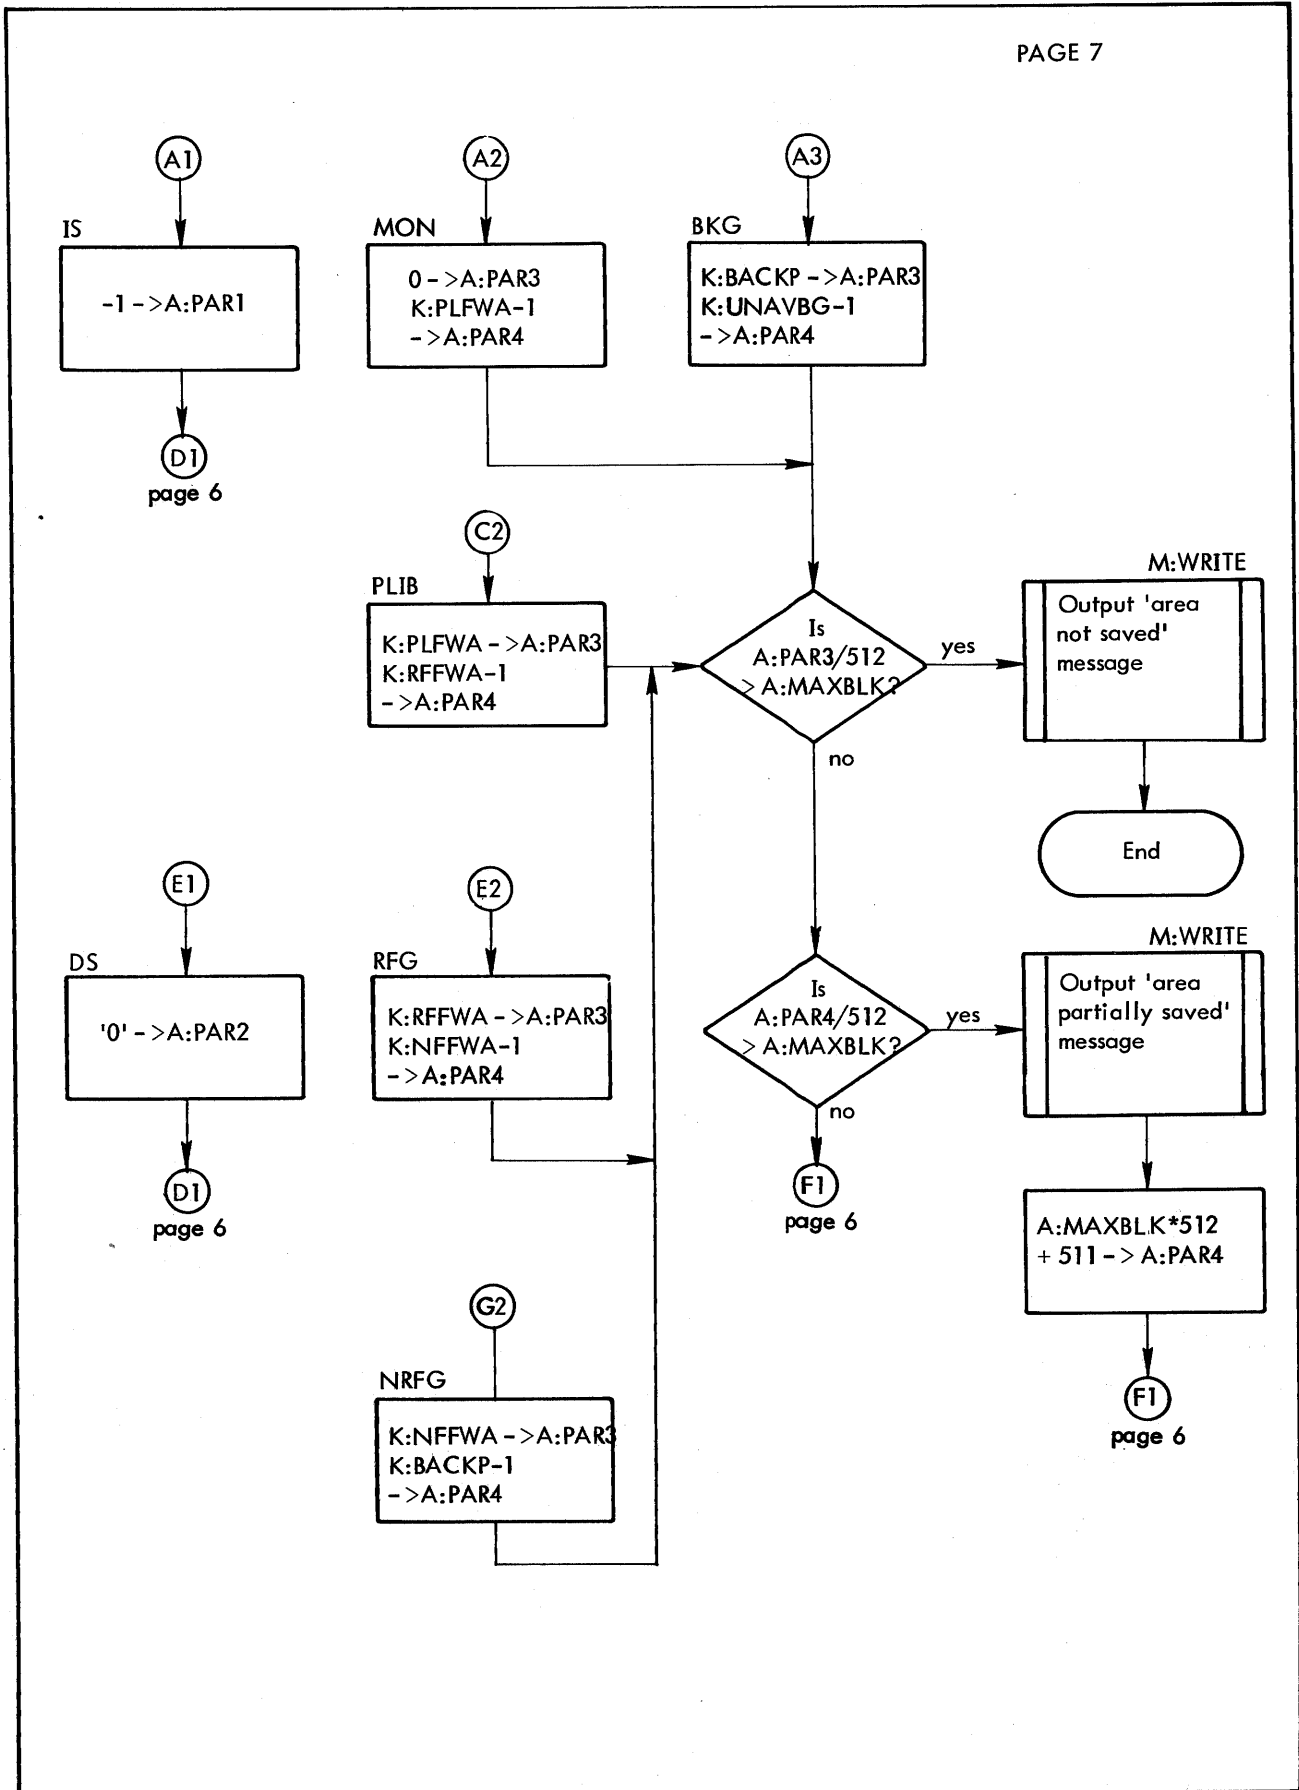 PAGE 7
A1
IS
-1->A:PAR1
D1
page 6
A2
MON
0->A:PAR3
K:PLFWA-1
->A:PAR4
A3
BKG
K:BACKP->A:PAR3
K:UNAVBG-1
->A:PAR4
C2
PLIB
K:PLFWA->A:PAR3
K:RFFWA-1
->A:PAR4
Is
A:PAR3/512
> A:MAXBLK?
yes
no
M:WRITE
Output 'area
not saved'
message
End
E1
DS
'0'->A:PAR2
D1
page 6
E2
RFG
K:RFFWA->A:PAR3
K:NFFWA-1
->A:PAR4
Is
A:PAR4/512
> A:MAXBLK?
yes
no
F1
page 6
M:WRITE
Output 'area
partially saved'
message
A:MAXBLK*512
+ 511-> A:PAR4
F1
page 6
G2
NRFG
K:NFFWA->A:PAR3
K:BACKP-1
->A:PAR4